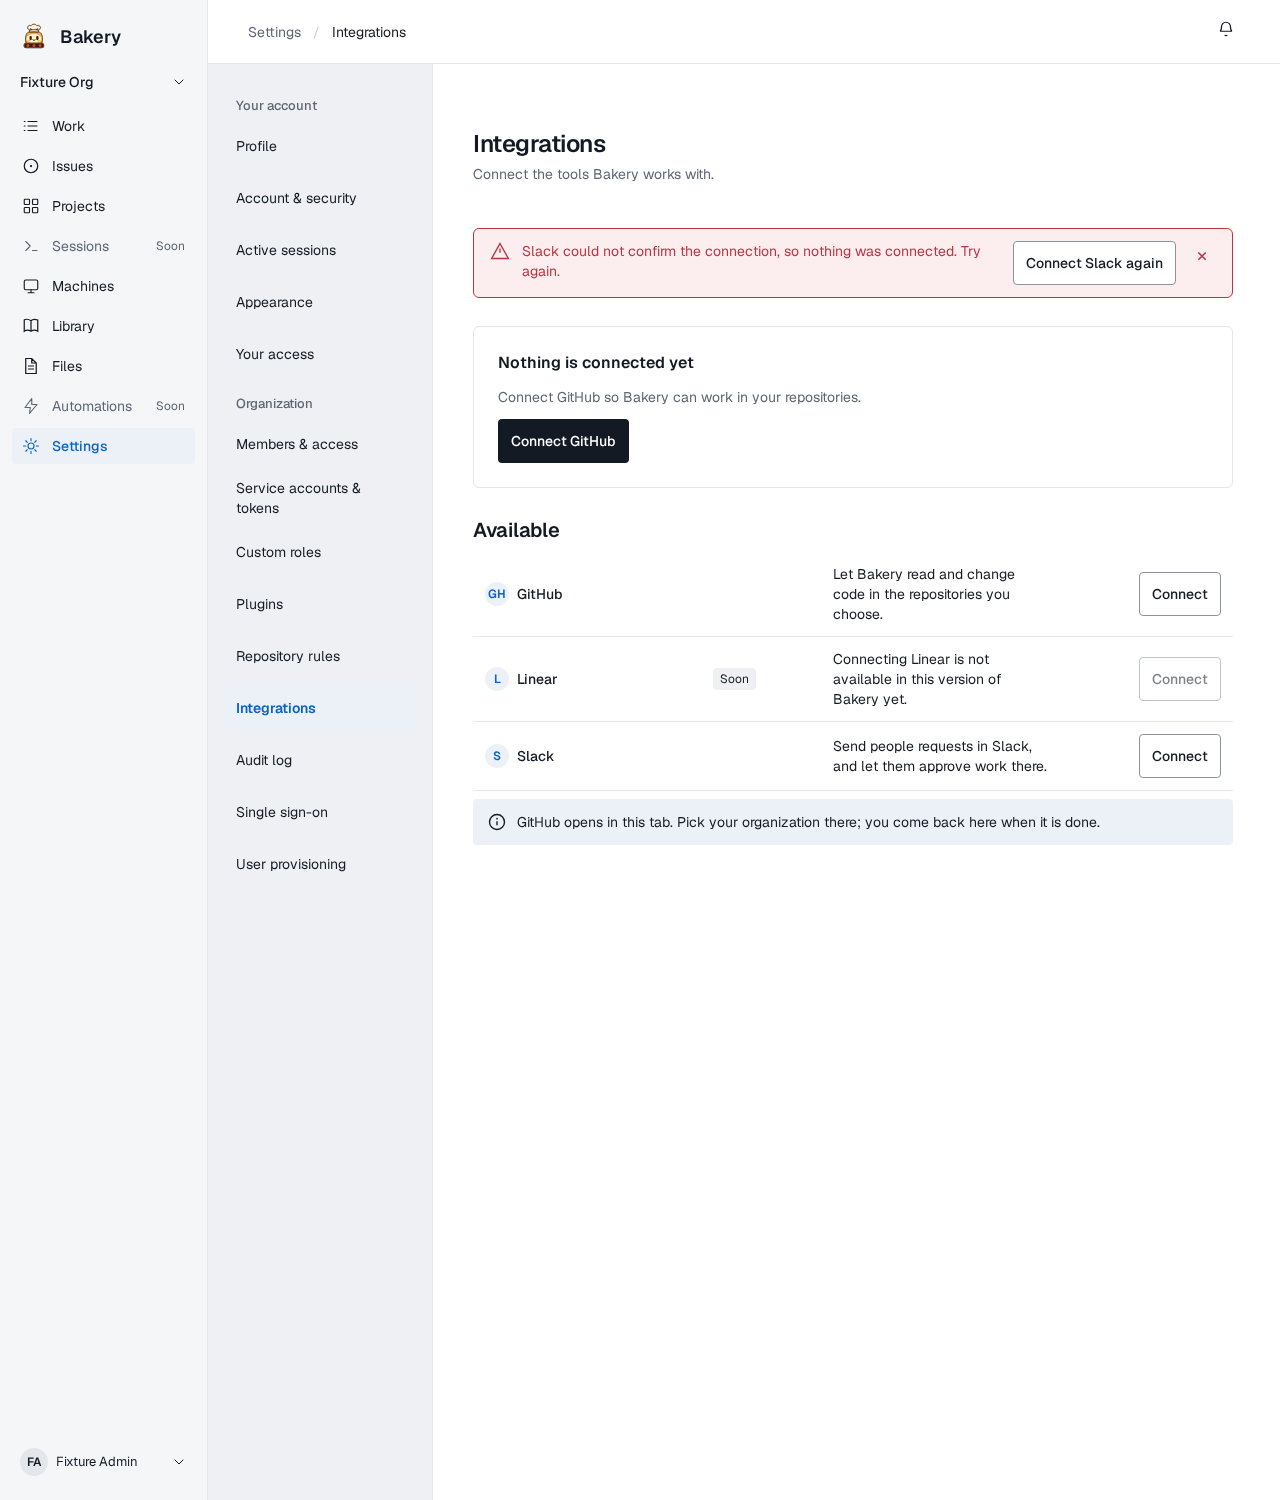 Bakery
Fixture Org
Work
Issues
Projects
Sessions Soon
Machines
Library
Files
Automations Soon
Settings
FA Fixture Admin
Settings / Integrations
Your account
Profile
Account & security
Active sessions
Appearance
Your access
Organization
Members & access
Service accounts &
tokens
Custom roles
Plugins
Repository rules
Integrations
Audit log
Single sign-on
User provisioning
Integrations
Connect the tools Bakery works with.
Slack could not confirm the connection, so nothing was connected. Try
again.
Connect Slack again
Nothing is connected yet
Connect GitHub so Bakery can work in your repositories.
Connect GitHub
Available
GH GitHub
Let Bakery read and change
code in the repositories you
choose.
Connect
L Linear
Soon
Connecting Linear is not
available in this version of
Bakery yet.
Connect
S Slack
Send people requests in Slack,
and let them approve work there.
Connect
GitHub opens in this tab. Pick your organization there; you come back here when it is done.